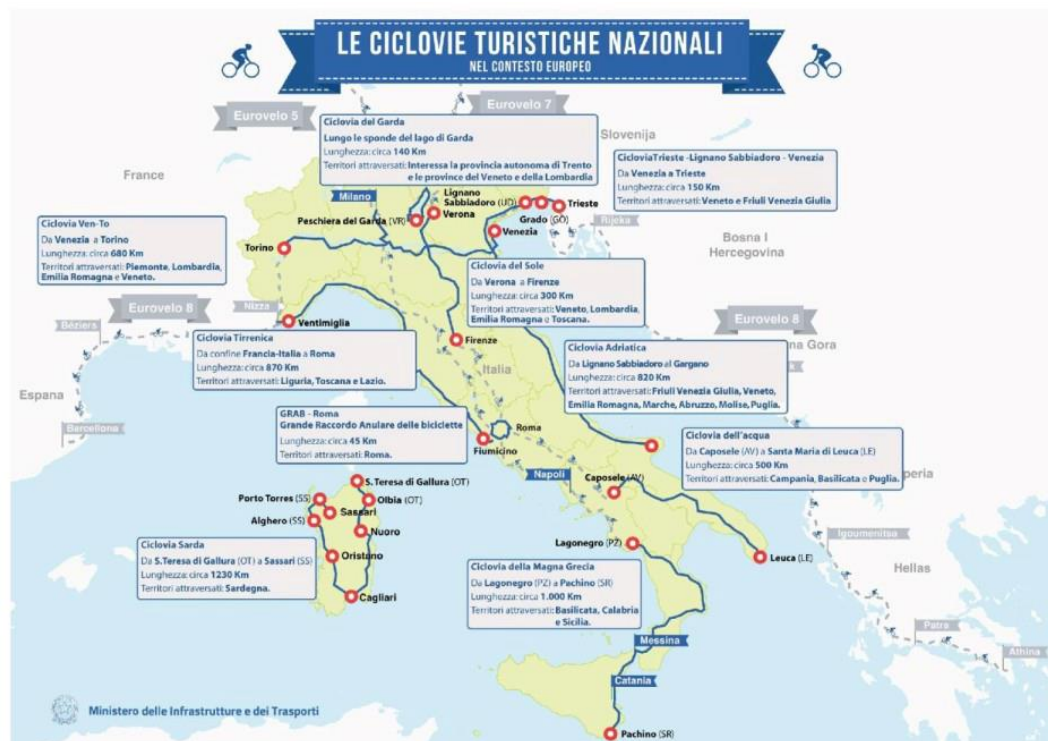 LE CICLOVIE TURISTICHE NAZIONALI
NEL CONTESTO EUROPEO
Eurovelo 5
Eurovelo 7
Ciclovia del Garda
Lungo le sponde del lago di Garda
Lunghezza: circa 140 Km
Territori attraversati: Interessa la provincia autonoma di Trento
e le province del Veneto e della Lombardia
Slovenija
CicloviaTrieste -Lignano Sabbiadoro - Venezia
Da Venezia a Trieste
Lunghezza: circa 150 Km
Territori attraversati: Veneto e Friuli Venezia Giulia
France
Milano
Lignano
Sabbiadoro (UD)
Trieste
Peschiera del Garda (VR)
Verona
Grado (GO)
Rijeka
Venezia
Bosna I
Hercegovina
Ciclovia Ven-To
Da Venezia a Torino
Lunghezza: circa 680 Km
Territori attraversati: Piemonte, Lombardia,
Emilia Romagna e Veneto.
Torino
Ciclovia del Sole
Da Verona a Firenze
Lunghezza: circa 300 Km
Territori attraversati: Veneto, Lombardia,
Emilia Romagna e Toscana.
Eurovelo 8
Nizza
Béziers
Ventimiglia
Eurovelo 8
na Gora
Ciclovia Tirrenica
Da confine Francia-Italia a Roma
Lunghezza: circa 870 Km
Territori attraversati: Liguria, Toscana e Lazio.
Firenze
Italia
Ciclovia Adriatica
Da Lignano Sabbiadoro al Gargano
Lunghezza: circa 820 Km
Territori attraversati: Friuli Venezia Giulia, Veneto,
Emilia Romagna, Marche, Abruzzo, Molise, Puglia.
Espana
Barcellona
GRAB - Roma
Grande Raccordo Anulare delle biciclette
Lunghezza: circa 45 Km
Territori attraversati: Roma.
Roma
Fiumicino
Ciclovia dell'acqua
Da Caposele (AV) a Santa Maria di Leuca (LE)
Lunghezza: circa 500 Km
Territori attraversati: Campania, Basilicata e Puglia.
Napoli
Caposele (AV)
S.Teresa di Gallura (OT)
Porto Torres (SS)
Olbia (OT)
Sassari
Alghero (SS)
Nuoro
Igoumenitsa
Lagonegro (PZ)
Leuca (LE)
Hellas
Ciclovia Sarda
Da S.Teresa di Gallura (OT) a Sassari (SS)
Lunghezza: circa 1230 Km
Territori attraversati: Sardegna.
Oristano
Cagliari
Ciclovia della Magna Grecia
Da Lagonegro (PZ) a Pachino (SR)
Lunghezza: circa 1.000 Km
Territori attraversati: Basilicata, Calabria
e Sicilia.
Patra
Messina
Athina
Catania
Ministero delle Infrastrutture e dei Trasporti
Pachino (SR)